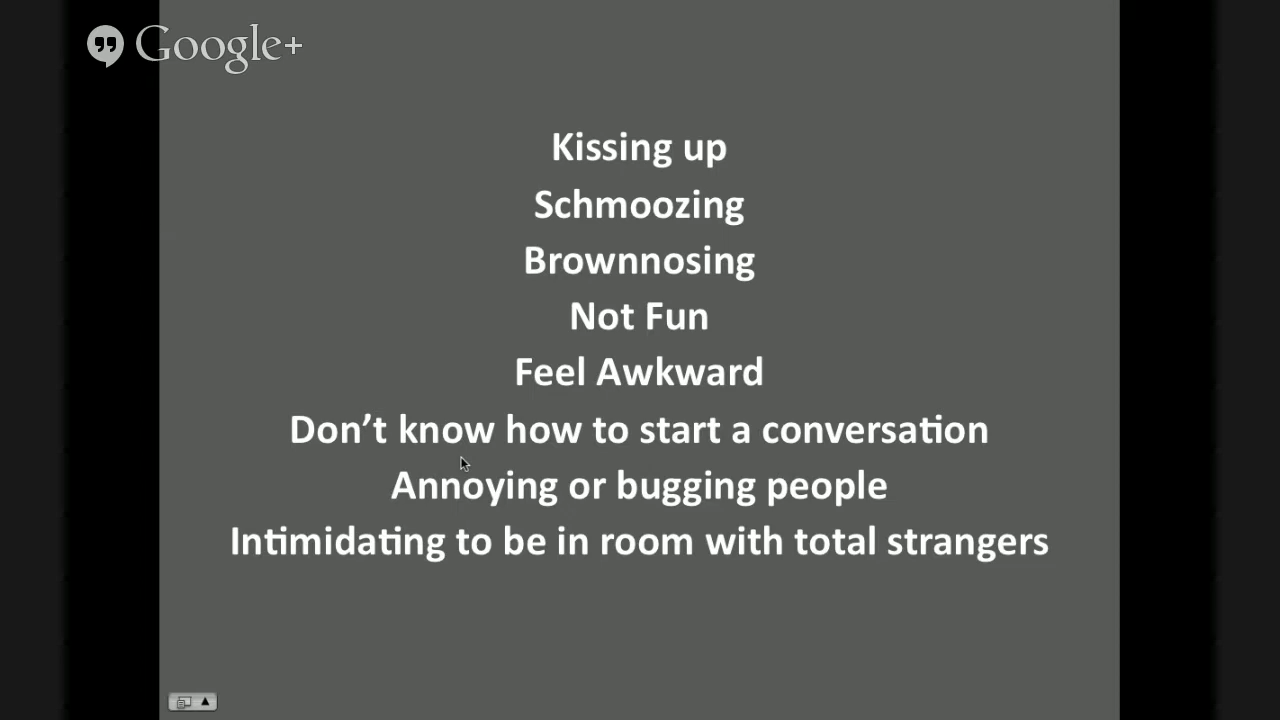 Google+
Kissing up
Schmoozing
Brownnosing
Not Fun
Feel Awkward
Don’t know how to start a conversation
Annoying or bugging people
Intimidating to be in room with total strangers